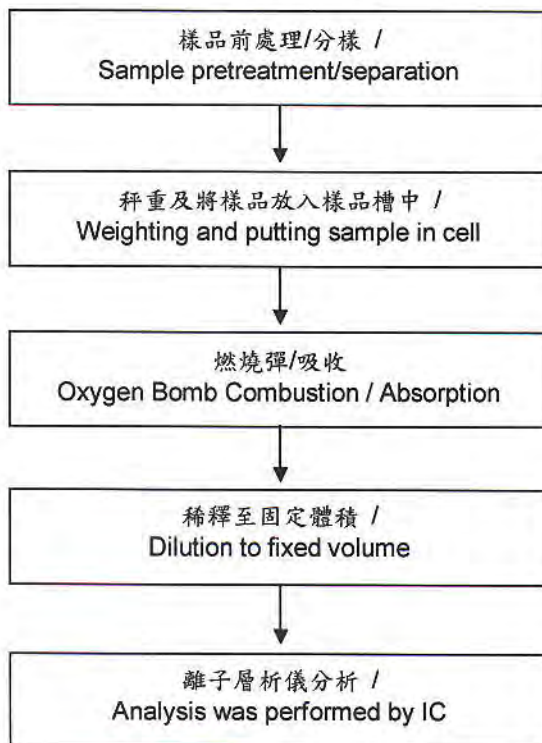 樣品前處理/分樣 /
Sample pretreatment/separation
秤重及將樣品放入樣品槽中 /
Weighting and putting sample in cell
燃燒彈/吸收
Oxygen Bomb Combustion / Absorption
稀釋至固定體積 /
Dilution to fixed volume
離子層析儀分析 /
Analysis was performed by IC